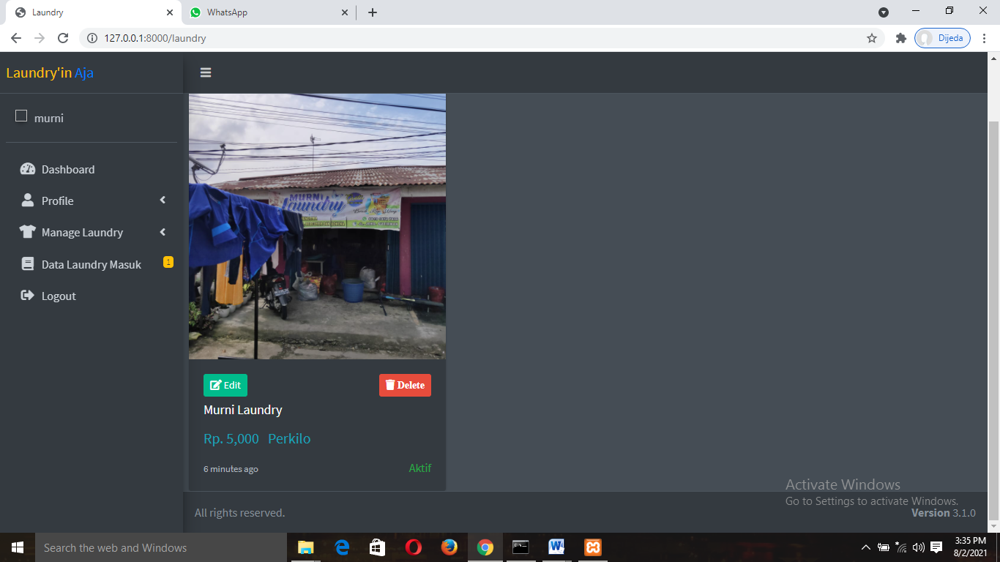 Laundry
WhatsApp
127.0.0.1:8000/laundry
Dijeda
Laundry'in Aja
murni
Dashboard
Profile
Manage Laundry
Data Laundry Masuk 1
Logout
MURNI
Laundry
Edit
Delete
Murni Laundry
Rp. 5,000 Perkilo
6 minutes ago
Aktif
Activate Windows
Go to Settings to activate Windows.
All rights reserved.
Version 3.1.0
Search the web and Windows
3:35 PM
8/2/2021